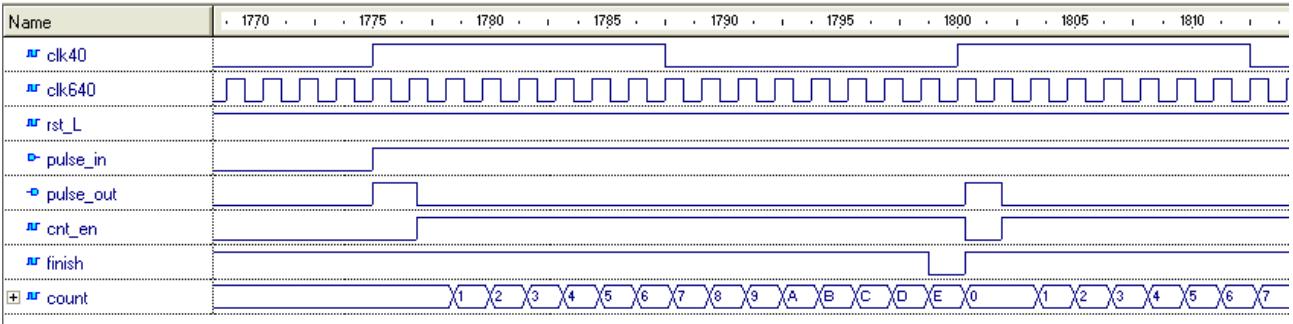 Name 1770 1775 1780 1785 1790 1795 1800 1805 1810
clk40
clk640
rst_L
pulse_in
pulse_out
cnt_en
finish
count 1 2 3 4 5 6 7 8 9 A B C D E 0 1 2 3 4 5 6 7